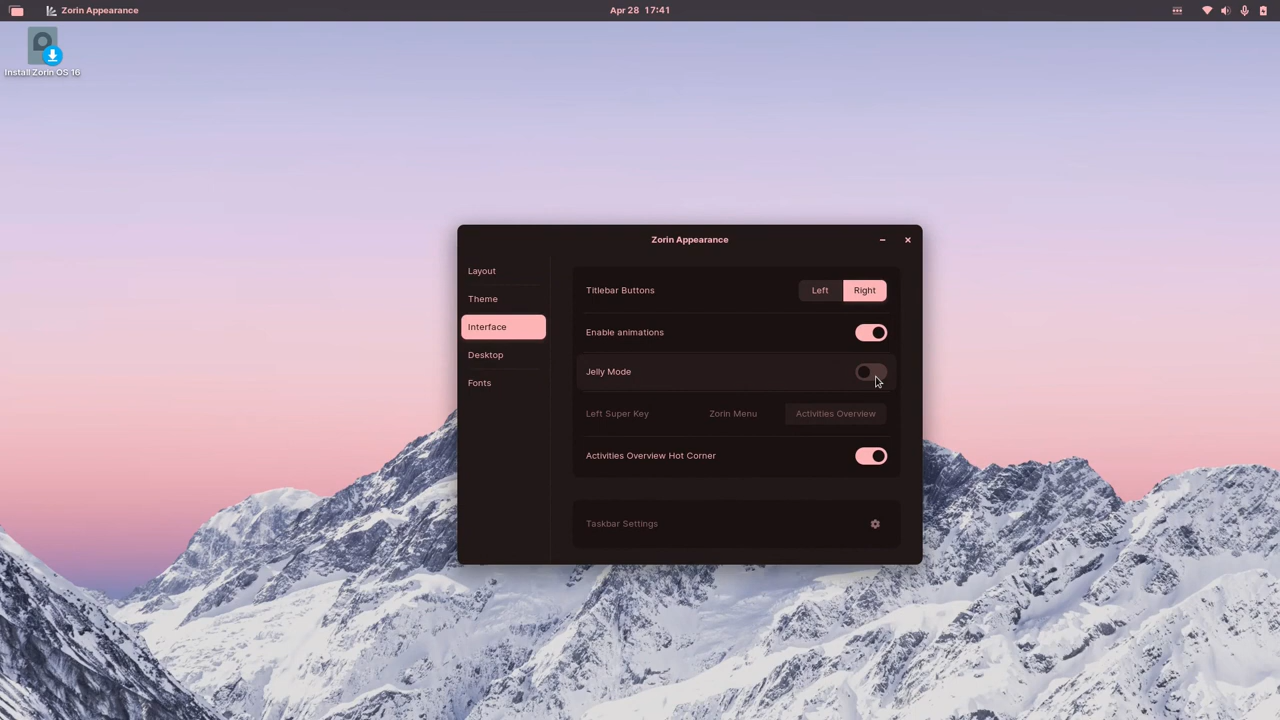 Zorin Appearance
Apr 28 17:41
Install Zorin OS 16
Zorin Appearance
Layout
Theme
Interface
Desktop
Fonts
Titlebar Buttons Left Right
Enable animations
Jelly Mode
Left Super Key Zorin Menu Activities Overview
Activities Overview Hot Corner
Taskbar Settings